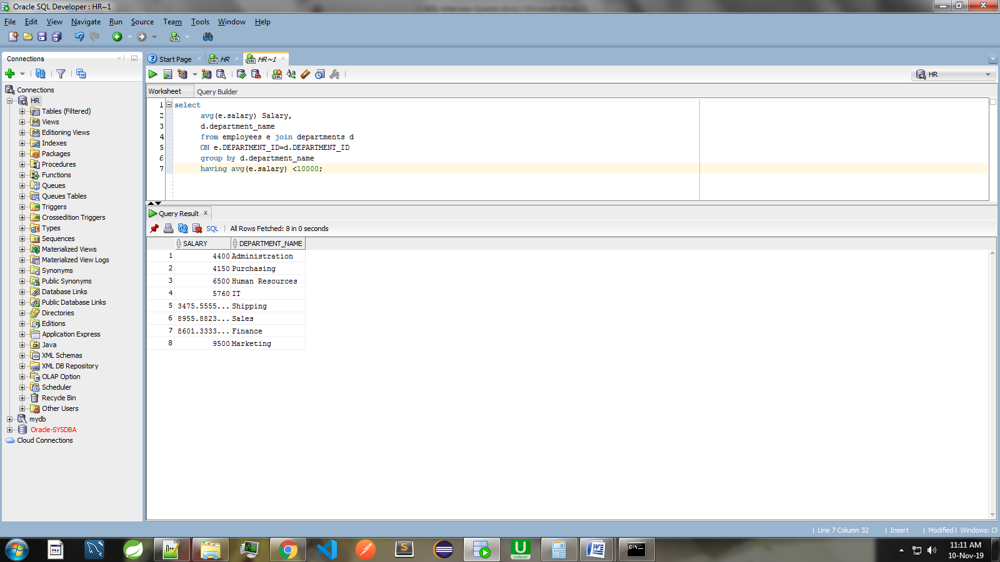 Oracle SQL Developer : HR~1
File Edit View Navigate Run Source Team Tools Window Help
Connections
Start Page
HR
HR~1
HR
Worksheet
Query Builder
Connections
HR
Tables (Filtered)
Views
Editioning Views
Indexes
Packages
Procedures
Functions
Queues
Queues Tables
Triggers
Crossedition Triggers
Types
Sequences
Materialized Views
Materialized View Logs
Synonyms
Public Synonyms
Database Links
Public Database Links
Directories
Editions
Application Express
Java
XML Schemas
XML DB Repository
OLAP Option
Scheduler
Recycle Bin
Other Users
mydb
Oracle-SYSDBA
Cloud Connections
1 select
2 avg(e.salary) Salary,
3 d.department_name
4 from employees e join departments d
5 ON e.DEPARTMENT_ID=d.DEPARTMENT_ID
6 group by d.department_name
7 having avg(e.salary) <10000;
Query Result
SQL | All Rows Fetched: 8 in 0 seconds
SALARY DEPARTMENT_NAME
1 4400 Administration
2 4150 Purchasing
3 6500 Human Resources
4 5760 IT
5 3475.5555... Shipping
6 8955.8823... Sales
7 8601.3333... Finance
8 9500 Marketing
| Line 7 Column 32 | Insert | Modified | Windows: CF
11:11 AM
10-Nov-19